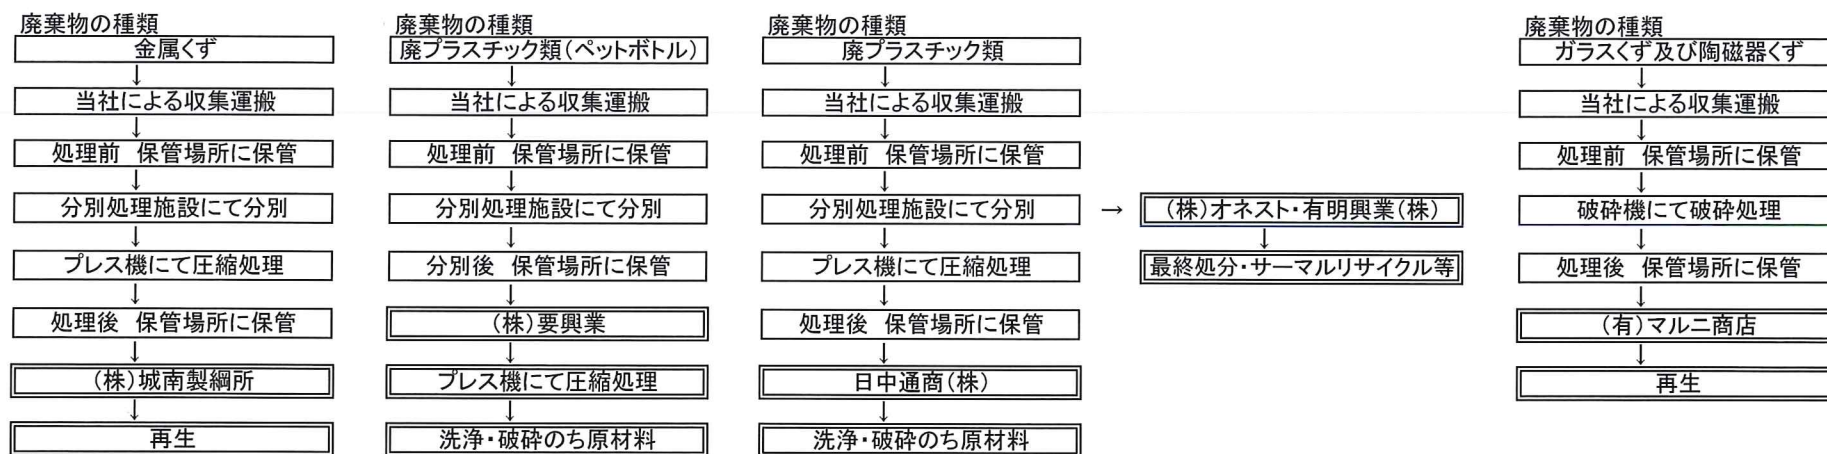 廃棄物の種類
金属くず
↓
当社による収集運搬
↓
処理前 保管場所に保管
↓
分別処理施設にて分別
↓
プレス機にて圧縮処理
↓
処理後 保管場所に保管
↓
(株)城南製綱所
↓
再生
廃棄物の種類
廃プラスチック類(ペットボトル)
↓
当社による収集運搬
↓
処理前 保管場所に保管
↓
分別処理施設にて分別
↓
分別後 保管場所に保管
↓
(株)要興業
↓
プレス機にて圧縮処理
↓
洗浄・破砕のち原材料
廃棄物の種類
廃プラスチック類
↓
当社による収集運搬
↓
処理前 保管場所に保管
↓
分別処理施設にて分別
↓
プレス機にて圧縮処理
↓
処理後 保管場所に保管
↓
日中通商(株)
↓
洗浄・破砕のち原材料
→
(株)オネスト・有明興業(株)
↓
最終処分・サーマルリサイクル等
廃棄物の種類
ガラスくず及び陶磁器くず
↓
当社による収集運搬
↓
処理前 保管場所に保管
↓
破砕機にて破砕処理
↓
処理後 保管場所に保管
↓
(有)マルニ商店
↓
再生